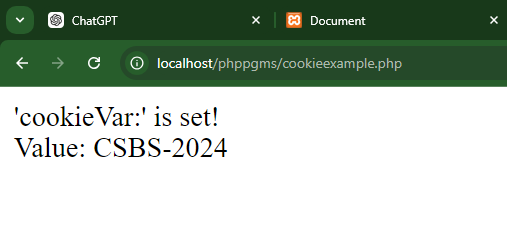 ChatGPT
Document
localhost/phppgms/cookieexample.php
'cookieVar:' is set!
Value: CSBS-2024